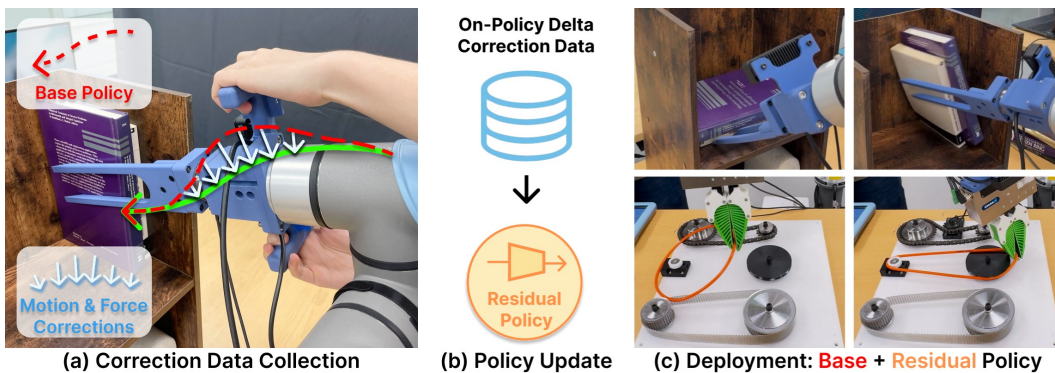 Base Policy
Motion & Force
Corrections
(a) Correction Data Collection
On-Policy Delta
Correction Data
Residual
Policy
(b) Policy Update
(c) Deployment: Base + Residual Policy